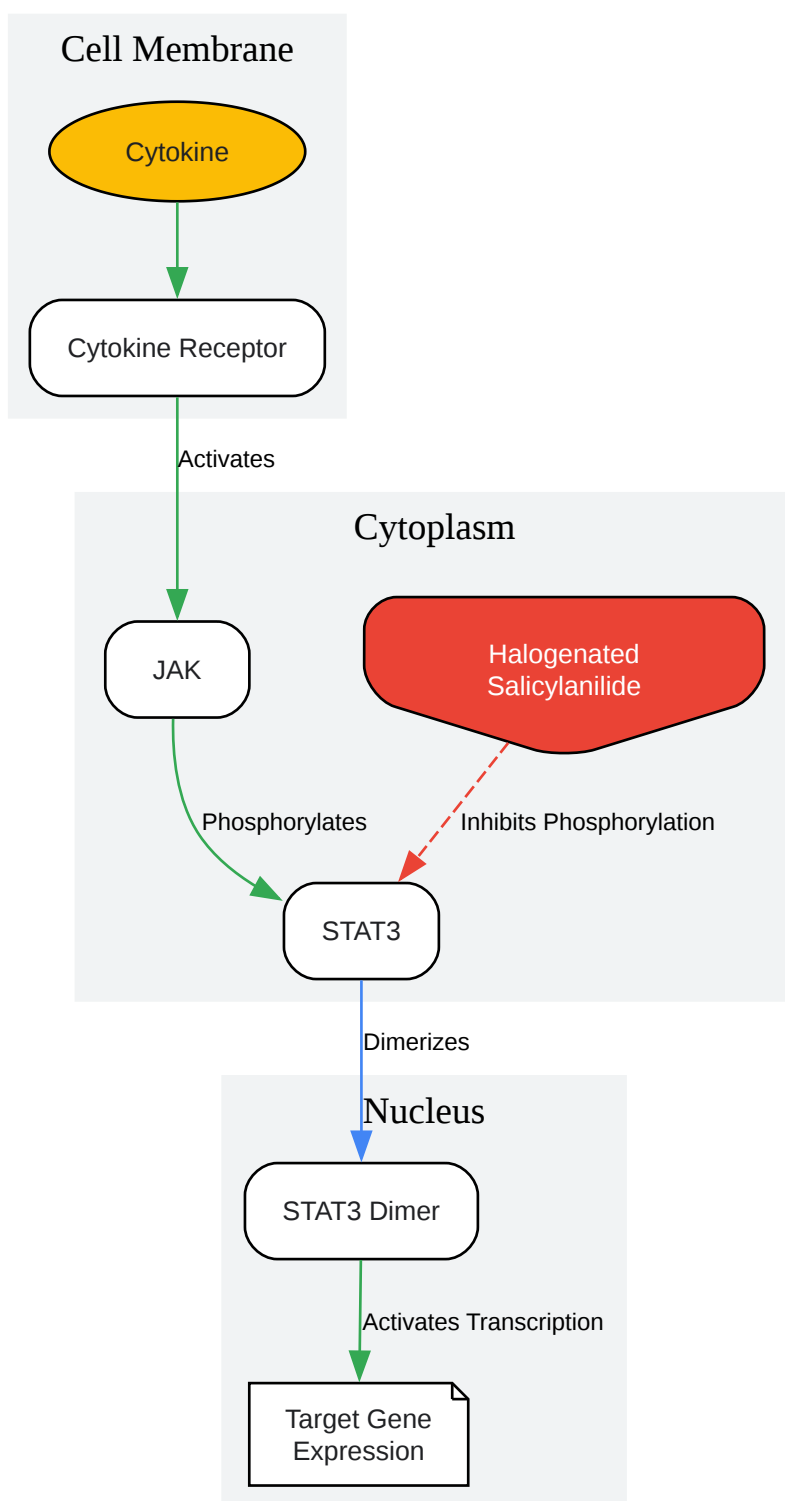 Cell Membrane
Cytokine
Cytokine Receptor
Activates
Cytoplasm
JAK
Halogenated
Salicylanilide
Phosphorylates
Inhibits Phosphorylation
STAT3
Dimerizes
Nucleus
STAT3 Dimer
Activates Transcription
Target Gene
Expression